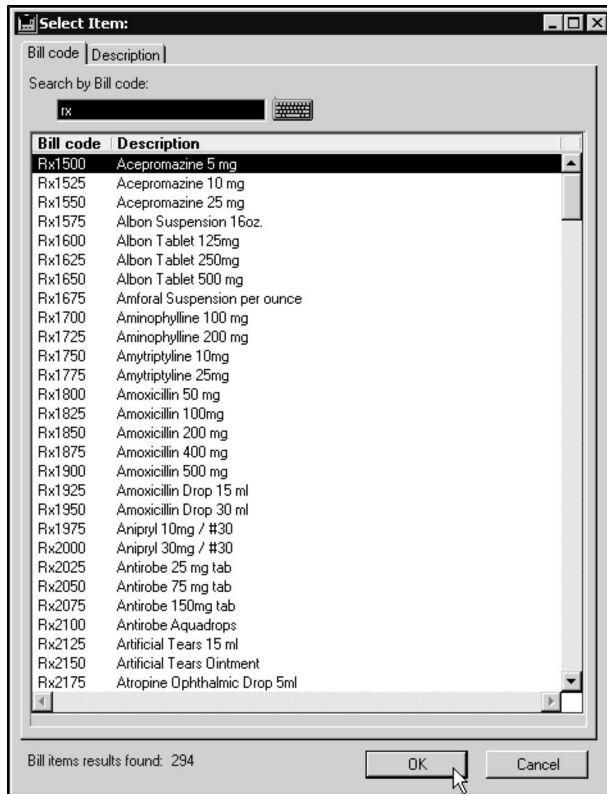 Select Item:
Bill code Description
Search by Bill code:
rx
Bill code Description
Rx1500 Acepromazine 5 mg
Rx1525 Acepromazine 10 mg
Rx1550 Acepromazine 25 mg
Rx1575 Albon Suspension 16oz.
Rx1600 Albon Tablet 125mg
Rx1625 Albon Tablet 250mg
Rx1650 Albon Tablet 500 mg
Rx1675 Amforal Suspension per ounce
Rx1700 Aminophylline 100 mg
Rx1725 Aminophylline 200 mg
Rx1750 Amytriptyline 10mg
Rx1775 Amytriptyline 25mg
Rx1800 Amoxicillin 50 mg
Rx1825 Amoxicillin 100mg
Rx1850 Amoxicillin 200 mg
Rx1875 Amoxicillin 400 mg
Rx1900 Amoxicillin 500 mg
Rx1925 Amoxicillin Drop 15 ml
Rx1950 Amoxicillin Drop 30 ml
Rx1975 Anipryl 10mg / #30
Rx2000 Anipryl 30mg / #30
Rx2025 Antirobe 25 mg tab
Rx2050 Antirobe 75 mg tab
Rx2075 Antirobe 150mg tab
Rx2100 Antirobe Aquadrops
Rx2125 Artificial Tears 15 ml
Rx2150 Artificial Tears Ointment
Rx2175 Atropine Ophthalmic Drop 5ml
Bill items results found: 294
OK Cancel